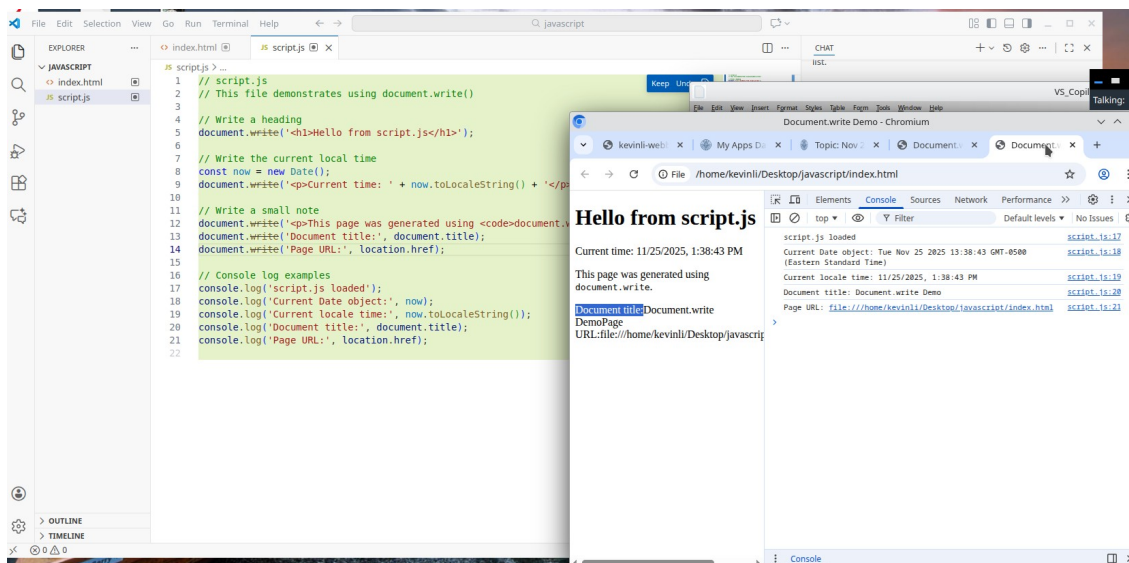 File Edit Selection View Go Run Terminal Help
javascript
EXPLORER
JAVASCRIPT
index.html
JS script.js
index.html
JS script.js
JS script.js > ...
CHAT
list.
Keep
1 // script.js
2 // This file demonstrates using document.write()
3
4 // Write a heading
5 document.write('<h1>Hello from script.js</h1>');
6
7 // Write the current local time
8 const now = new Date();
9 document.write('<p>Current time: ' + now.toLocaleString() + '</p>
10
11 // Write a small note
12 document.write('<p>This page was generated using <code>document.w
13 document.write('Document title:', document.title);
14 document.write('Page URL:', location.href);
15
16 // Console log examples
17 console.log('script.js loaded');
18 console.log('Current Date object:', now);
19 console.log('Current locale time:', now.toLocaleString());
20 console.log('Document title:', document.title);
21 console.log('Page URL:', location.href);
22
OUTLINE
TIMELINE
0 0
VS_Copil
Talking:
File Edit View Insert Format Styles Table Form Tools Window Help
Document.write Demo - Chromium
kevinli-webl
My Apps Da
Topic: Nov 2
Document.w
Document.
File /home/kevinli/Desktop/javascript/index.html
Hello from script.js
Current time: 11/25/2025, 1:38:43 PM
This page was generated using
document.write.
Document title:Document.write
DemoPage
URL:file:///home/kevinli/Desktop/javascrip
Elements Console Sources Network Performance
top Filter Default levels No Issues
script.js loaded script.js:17
Current Date object: Tue Nov 25 2025 13:38:43 GMT-0500 script.js:18
(Eastern Standard Time)
Current locale time: 11/25/2025, 1:38:43 PM script.js:19
Document title: Document.write Demo script.js:20
Page URL: file:///home/kevinli/Desktop/javascript/index.html script.js:21
Console